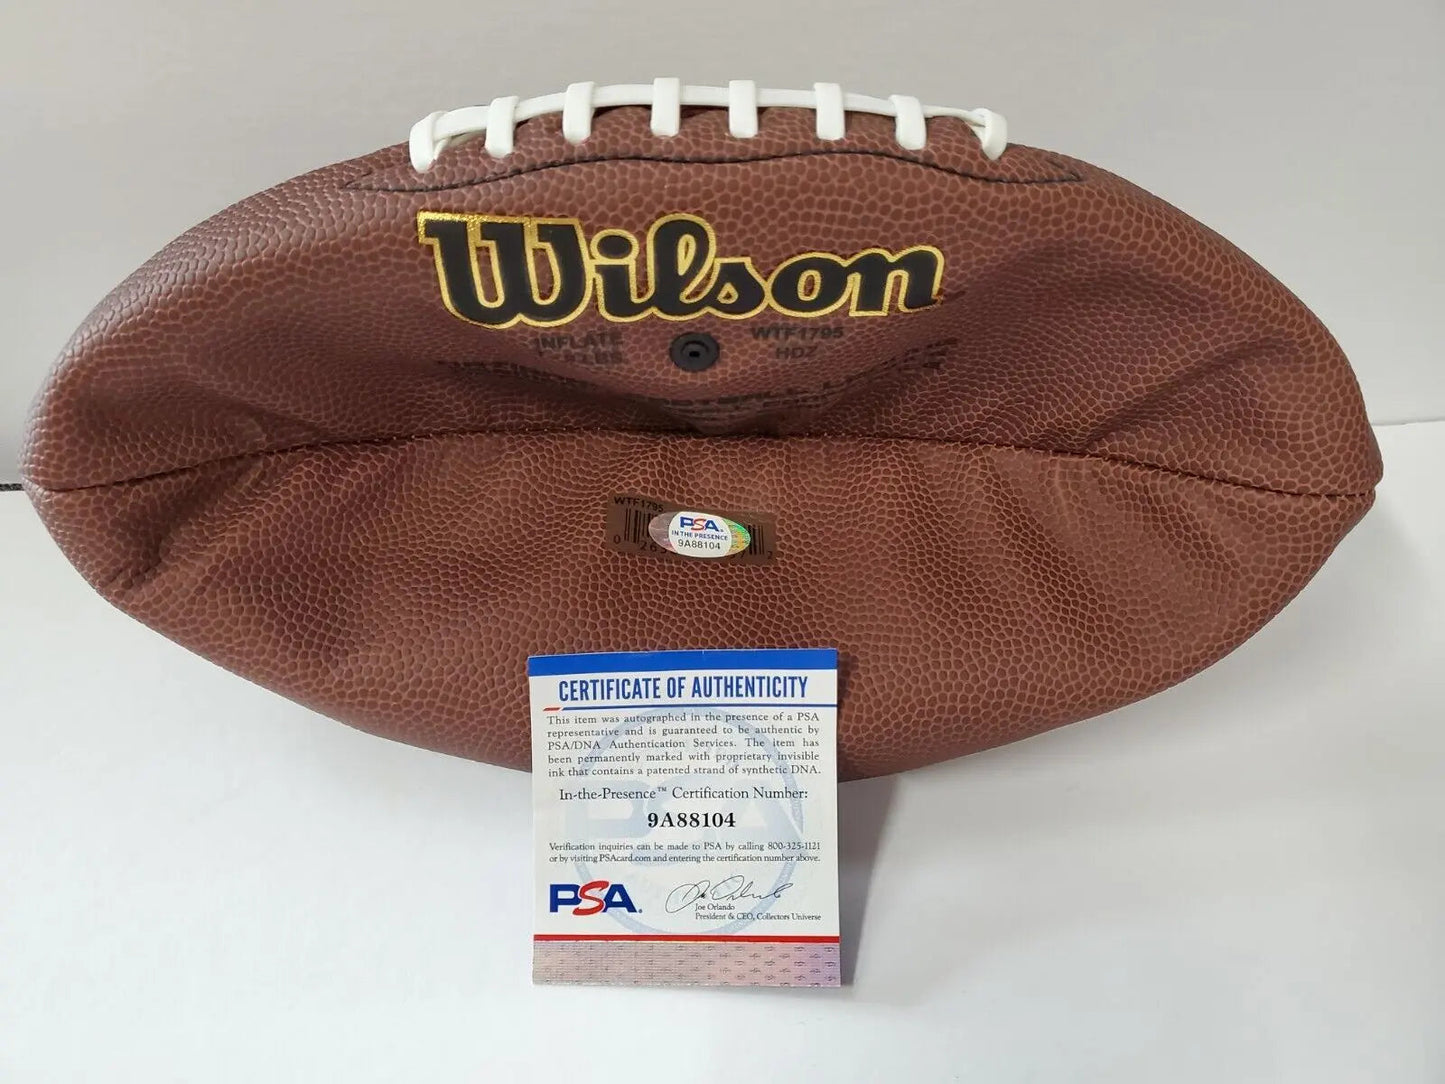 Wilson
INFLATE
WTF1795
LBS
HDZ
WTF1795
PSA
IN THE PRESENCE
9A88104
CERTIFICATE OF AUTHENTICITY
This item was autographed in the presence of a PSA
representative and is guaranteed to be authentic by
PSA/DNA Authentication Services. The item has
been permanently marked with proprietary invisible
ink that contains a patented strand of synthetic DNA.
In-the-Presence™ Certification Number:
9A88104
Verification inquiries can be made to PSA by calling 800-325-1121
or by visiting PSAcard.com and entering the certification number above.
PSA.
Joe Orlando
President & CEO, Collectors Universe